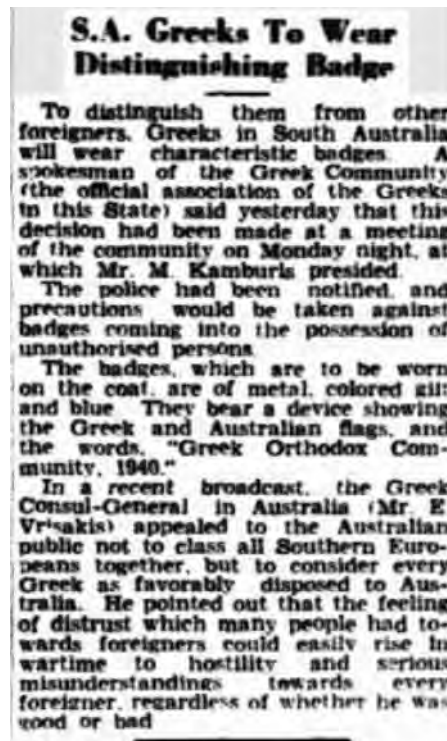 S.A. Greeks To Wear
Distinguishing Badge
To distinguish them from other
foreigners, Greeks in South Australia
will wear characteristic badges. A
spokesman of the Greek Community
(the official association of the Greeks
in this State) said yesterday that this
decision had been made at a meeting
of the community on Monday night, at
which Mr. M. Kamburis presided.
The police had been notified, and
precautions would be taken against
badges coming into the possession of
unauthorised persons
The badges, which are to be worn
on the coat, are of metal, colored gilt
and blue They bear a device showing
the Greek and Australian flags, and
the words, "Greek Orthodox Com-
munity, 1940."
In a recent broadcast, the Greek
Consul-General in Australia (Mr. E
Vrisakis) appealed to the Australian
public not to class all Southern Euro-
peans together, but to consider every
Greek as favorably disposed to Aus-
tralia. He pointed out that the feeling
of distrust which many people had to-
wards foreigners could easily rise in
wartime to hostility and serious
misunderstandings towards every
foreigner, regardless of whether he was
good or bad